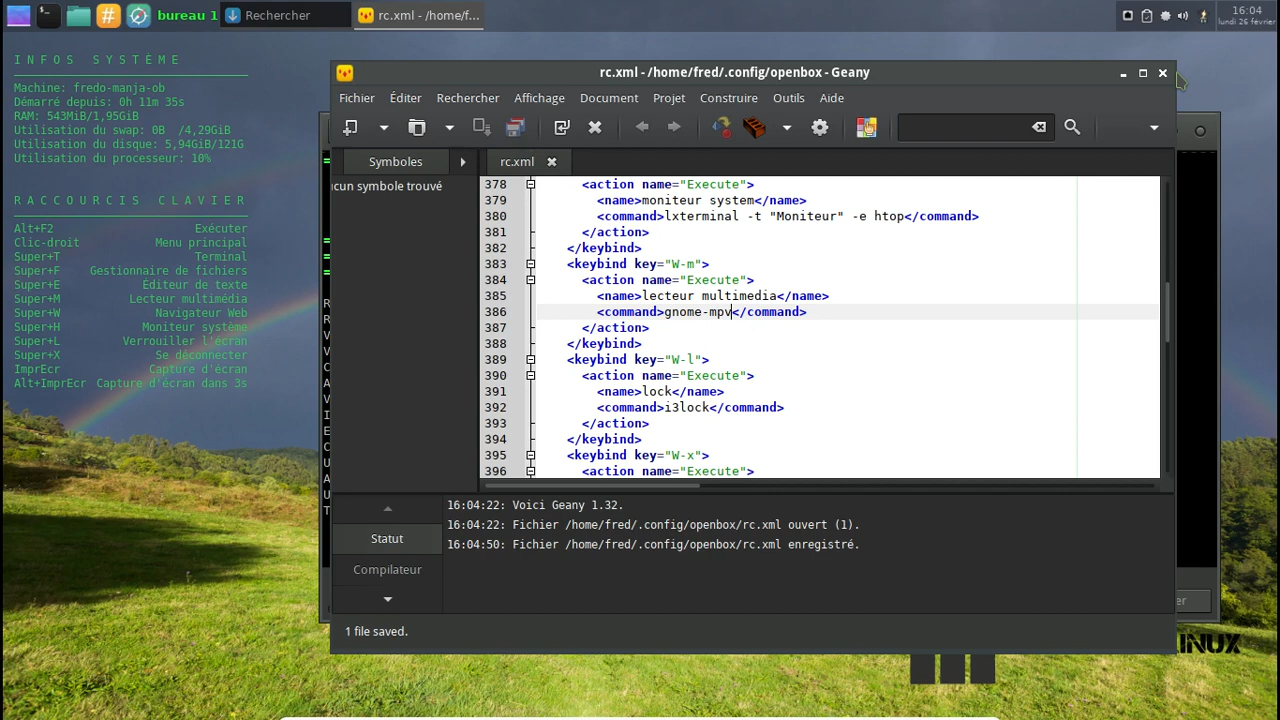 bureau 1
Rechercher
rc.xml - /home/f...
16:04
lundi 26 février
INFOS SYSTÈME
Machine: fredo-manja-ob
Démarré depuis: 0h 11m 35s
RAM: 543MiB/1,95GiB
Utilisation du swap: 0B /4,29GiB
Utilisation du disque: 5,94GiB/121G
Utilisation du processeur: 10%
RACCOURCIS CLAVIER
Alt+F2 Exécuter
Clic-droit Menu principal
Super+T Terminal
Super+F Gestionnaire de fichiers
Super+E Éditeur de texte
Super+M Lecteur multimédia
Super+W Navigateur Web
Super+H Moniteur système
Super+L Verrouiller l'écran
Super+X Se déconnecter
ImprEcr Capture d'écran
Alt+ImprEcr Capture d'écran dans 3s
rc.xml - /home/fred/.config/openbox - Geany
Fichier Éditer Rechercher Affichage Document Projet Construire Outils Aide
Symboles
rc.xml
cun symbole trouvé
378 <action name="Execute">
379 <name>moniteur system</name>
380 <command>lxterminal -t "Moniteur" -e htop</command>
381 </action>
382 </keybind>
383 <keybind key="W-m">
384 <action name="Execute">
385 <name>lecteur multimedia</name>
386 <command>gnome-mpv</command>
387 </action>
388 </keybind>
389 <keybind key="W-l">
390 <action name="Execute">
391 <name>lock</name>
392 <command>i3lock</command>
393 </action>
394 </keybind>
395 <keybind key="W-x">
396 <action name="Execute">
Statut
Compilateur
16:04:22: Voici Geany 1.32.
16:04:22: Fichier /home/fred/.config/openbox/rc.xml ouvert (1).
16:04:50: Fichier /home/fred/.config/openbox/rc.xml enregistré.
1 file saved.
er